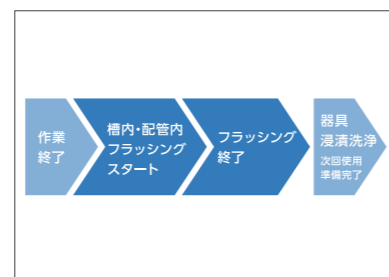 作業
終了
槽内・配管内
フラッシング
スタート
フラッシング
終了
器具
浸漬洗浄
次回使用
準備完了